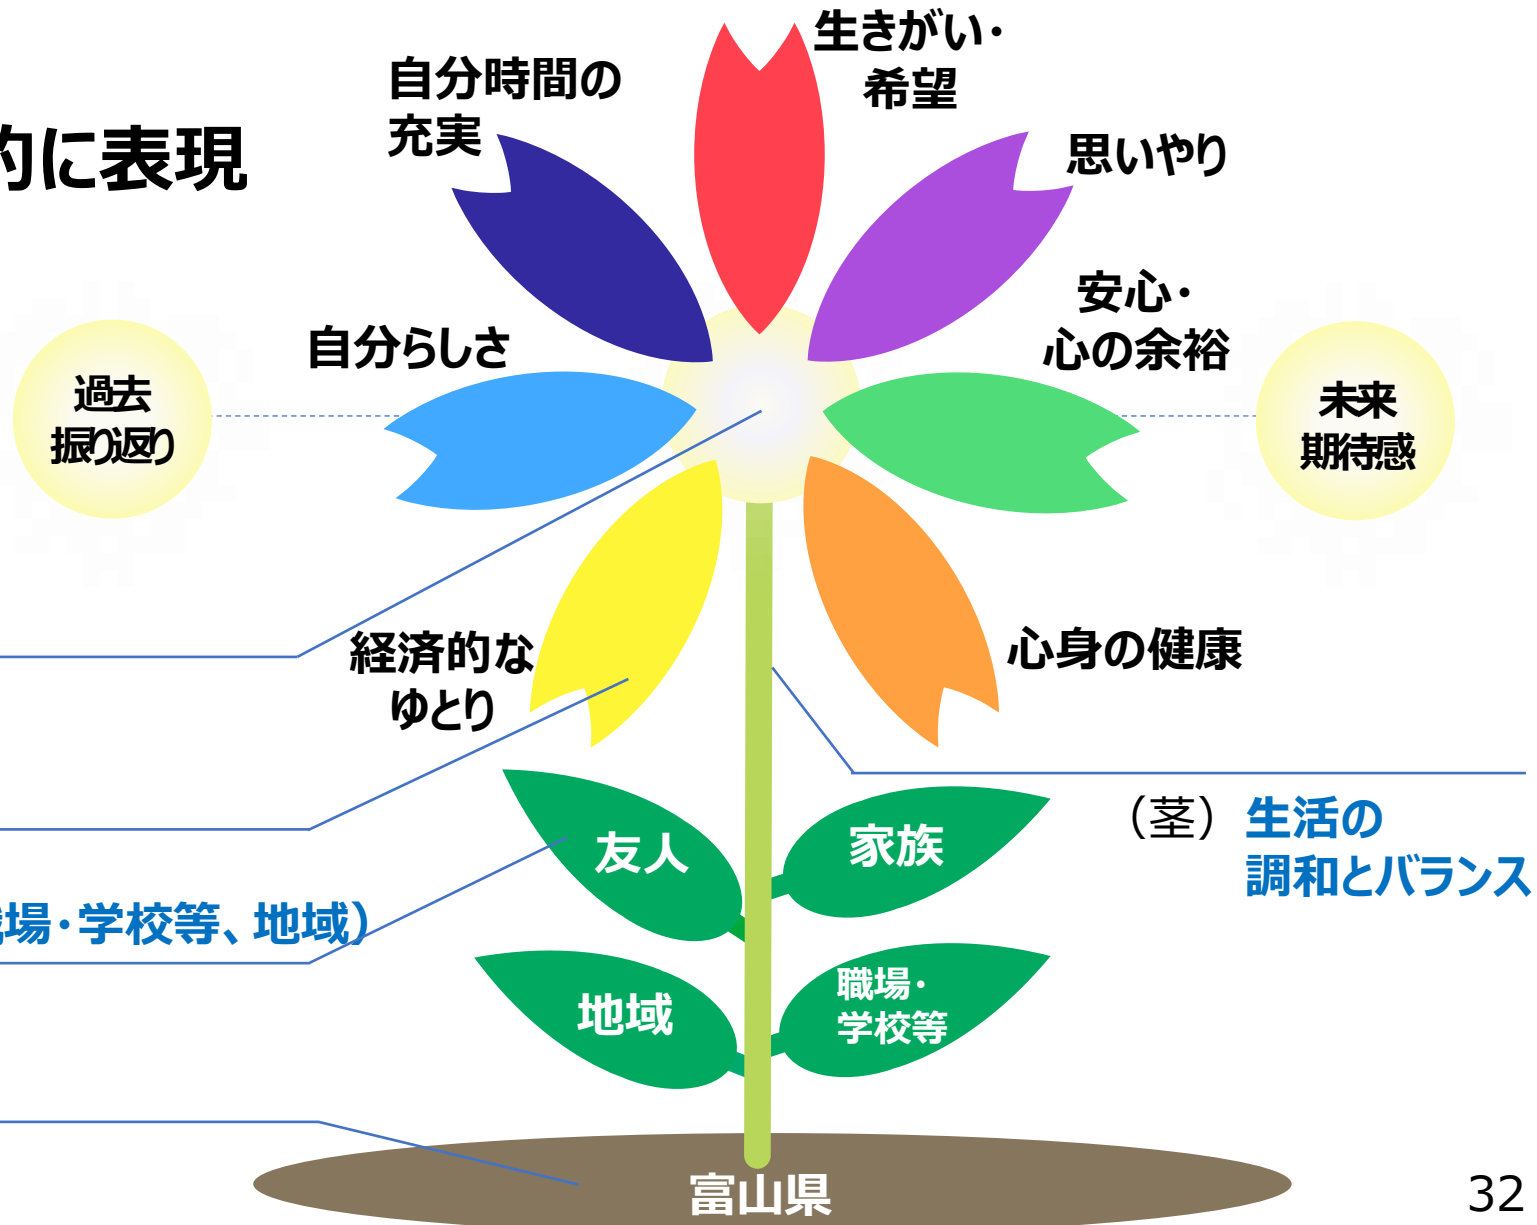 生きがい・
希望
自分時間の
充実
的に表現
思いやり
安心・
心の余裕
自分らしさ
過去
振り返り
未来
期待感
経済的な
ゆとり
心身の健康
（茎）生活の
調和とバランス
友人
家族
場・学校等、地域）
地域
職場・
学校等
富山県
32